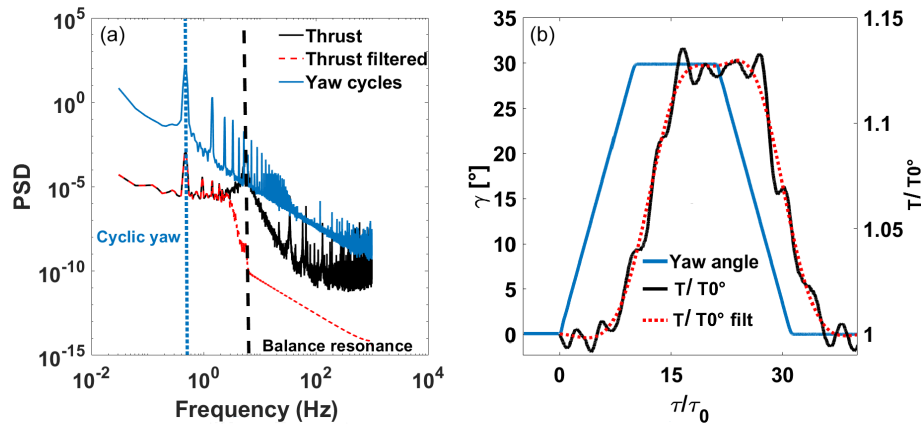 (a)
Thrust
Thrust filtered
Yaw cycles
Cyclic yaw
Balance resonance
PSD
10^5
10^0
10^-5
10^-10
10^-15
10^-2
10^0
10^2
10^4
Frequency (Hz)
(b)
Yaw angle
T/ T0°
T/ T0° filt
γ [°]
35
30
25
20
15
10
5
0
0
15
30
τ/τ₀
1.15
1.1
1.05
1
T/ T0°